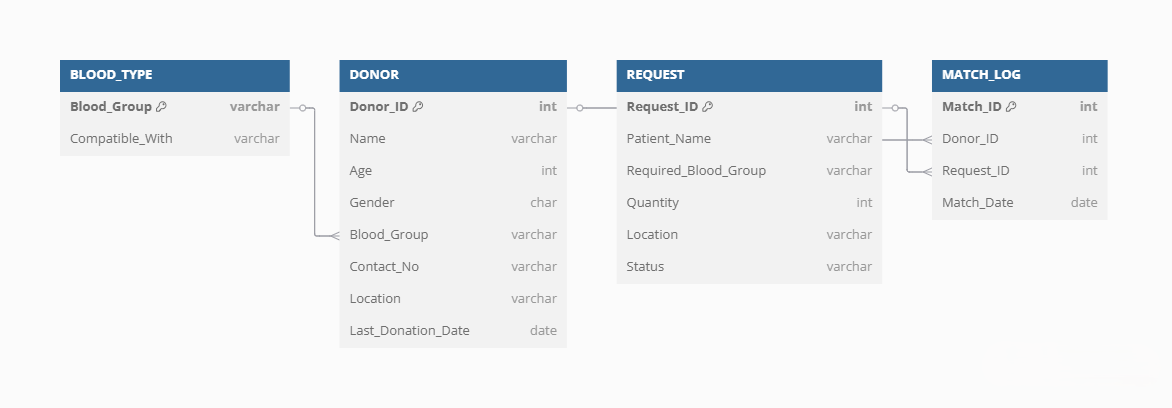 BLOOD_TYPE
Blood_Group varchar
Compatible_With varchar
DONOR
Donor_ID int
Name varchar
Age int
Gender char
Blood_Group varchar
Contact_No varchar
Location varchar
Last_Donation_Date date
REQUEST
Request_ID int
Patient_Name varchar
Required_Blood_Group varchar
Quantity int
Location varchar
Status varchar
MATCH_LOG
Match_ID int
Donor_ID int
Request_ID int
Match_Date date